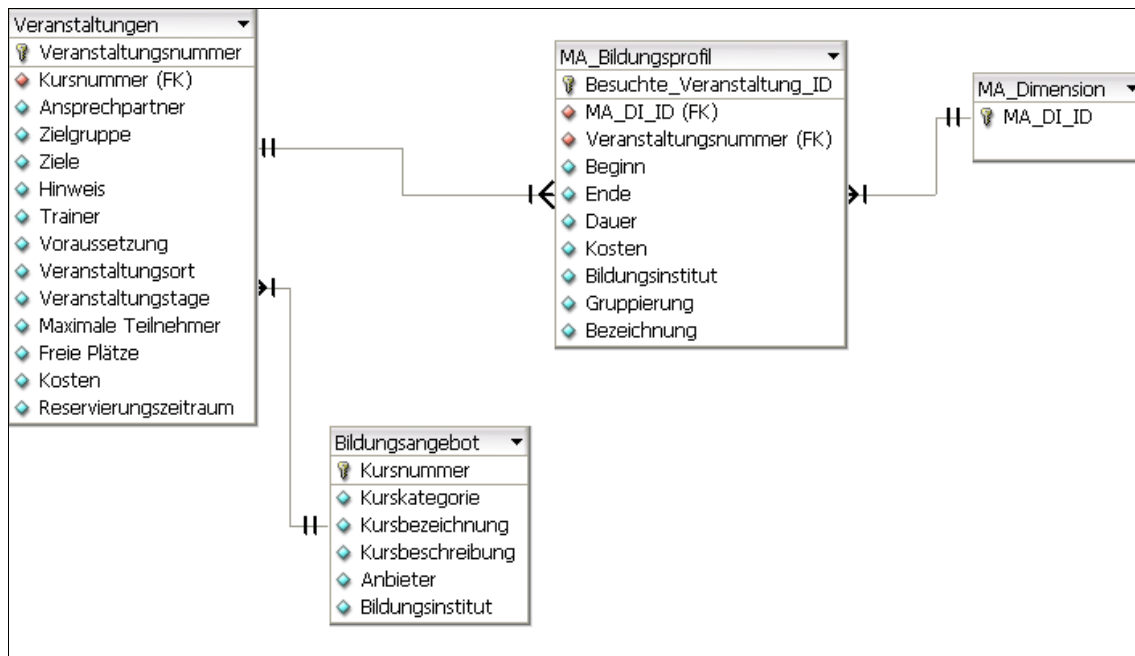 Veranstaltungen
Veranstaltungsnummer
Kursnummer (FK)
Ansprechpartner
Zielgruppe
Ziele
Hinweis
Trainer
Voraussetzung
Veranstaltungsort
Veranstaltungstage
Maximale Teilnehmer
Freie Plätze
Kosten
Reservierungszeitraum
MA_Bildungsprofil
Besuchte_Veranstaltung_ID
MA_DI_ID (FK)
Veranstaltungsnummer (FK)
Beginn
Ende
Dauer
Kosten
Bildungsinstitut
Gruppierung
Bezeichnung
MA_Dimension
MA_DI_ID
Bildungsangebot
Kursnummer
Kurskategorie
Kursbezeichnung
Kursbeschreibung
Anbieter
Bildungsinstitut